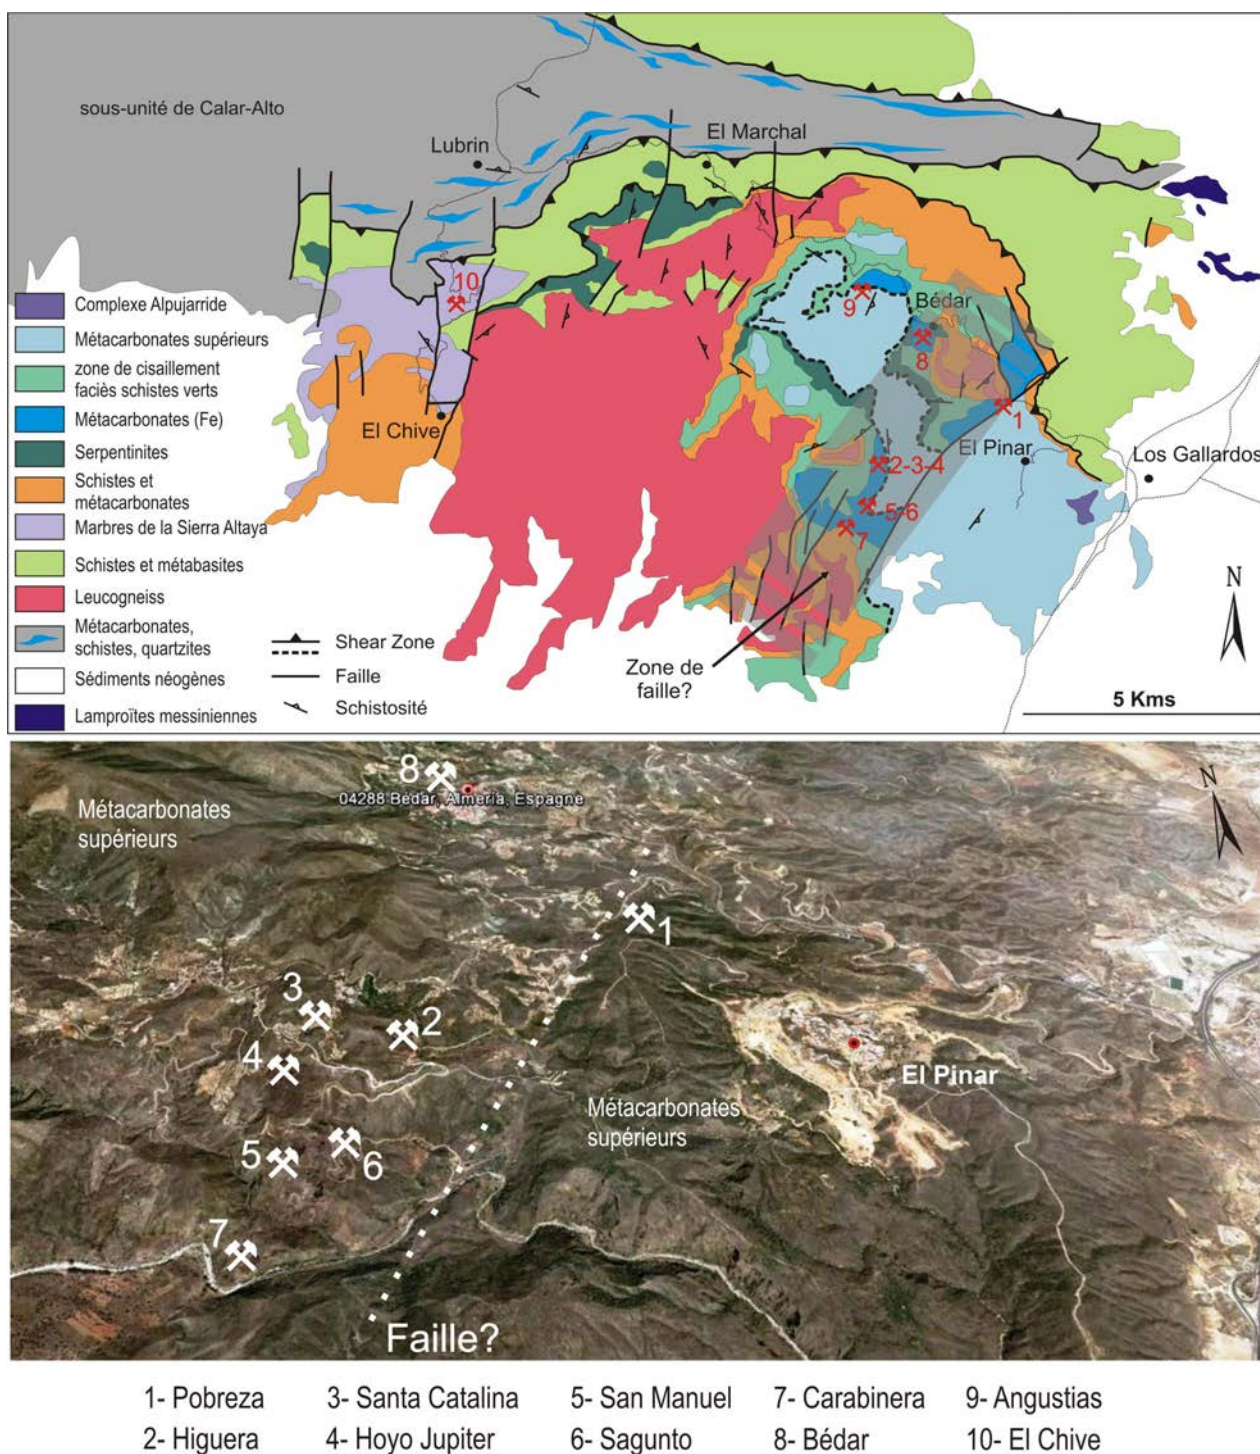 sous-unité de Calar-Alto
Lubrin
El Marchal
10
9
Bédar
8
1
El Chive
El Pinar
Los Gallardos
2-3-4
5-6
7
Complexe Alpujarride
Métacarbonates supérieurs
zone de cisaillement
faciès schistes verts
Métacarbonates (Fe)
Serpentinites
Schistes et
métacarbonates
Marbres de la Sierra Altaya
Schistes et métabasites
Leucogneiss
Métacarbonates,
schistes, quartzites
Sédiments néogènes
Lamproïtes messiniennes
Shear Zone
Faille
Schistosité
Zone de
faille?
N
5 Kms
8
04288 Bédar, Almería, Espagne
N
Métacarbonates
supérieurs
1
3
2
4
El Pinar
Métacarbonates
supérieurs
5
6
7
Faille?
1- Pobreza
3- Santa Catalina
5- San Manuel
7- Carabinera
9- Angustias
2- Higuera
4- Hoyo Jupiter
6- Sagunto
8- Bédar
10- El Chive